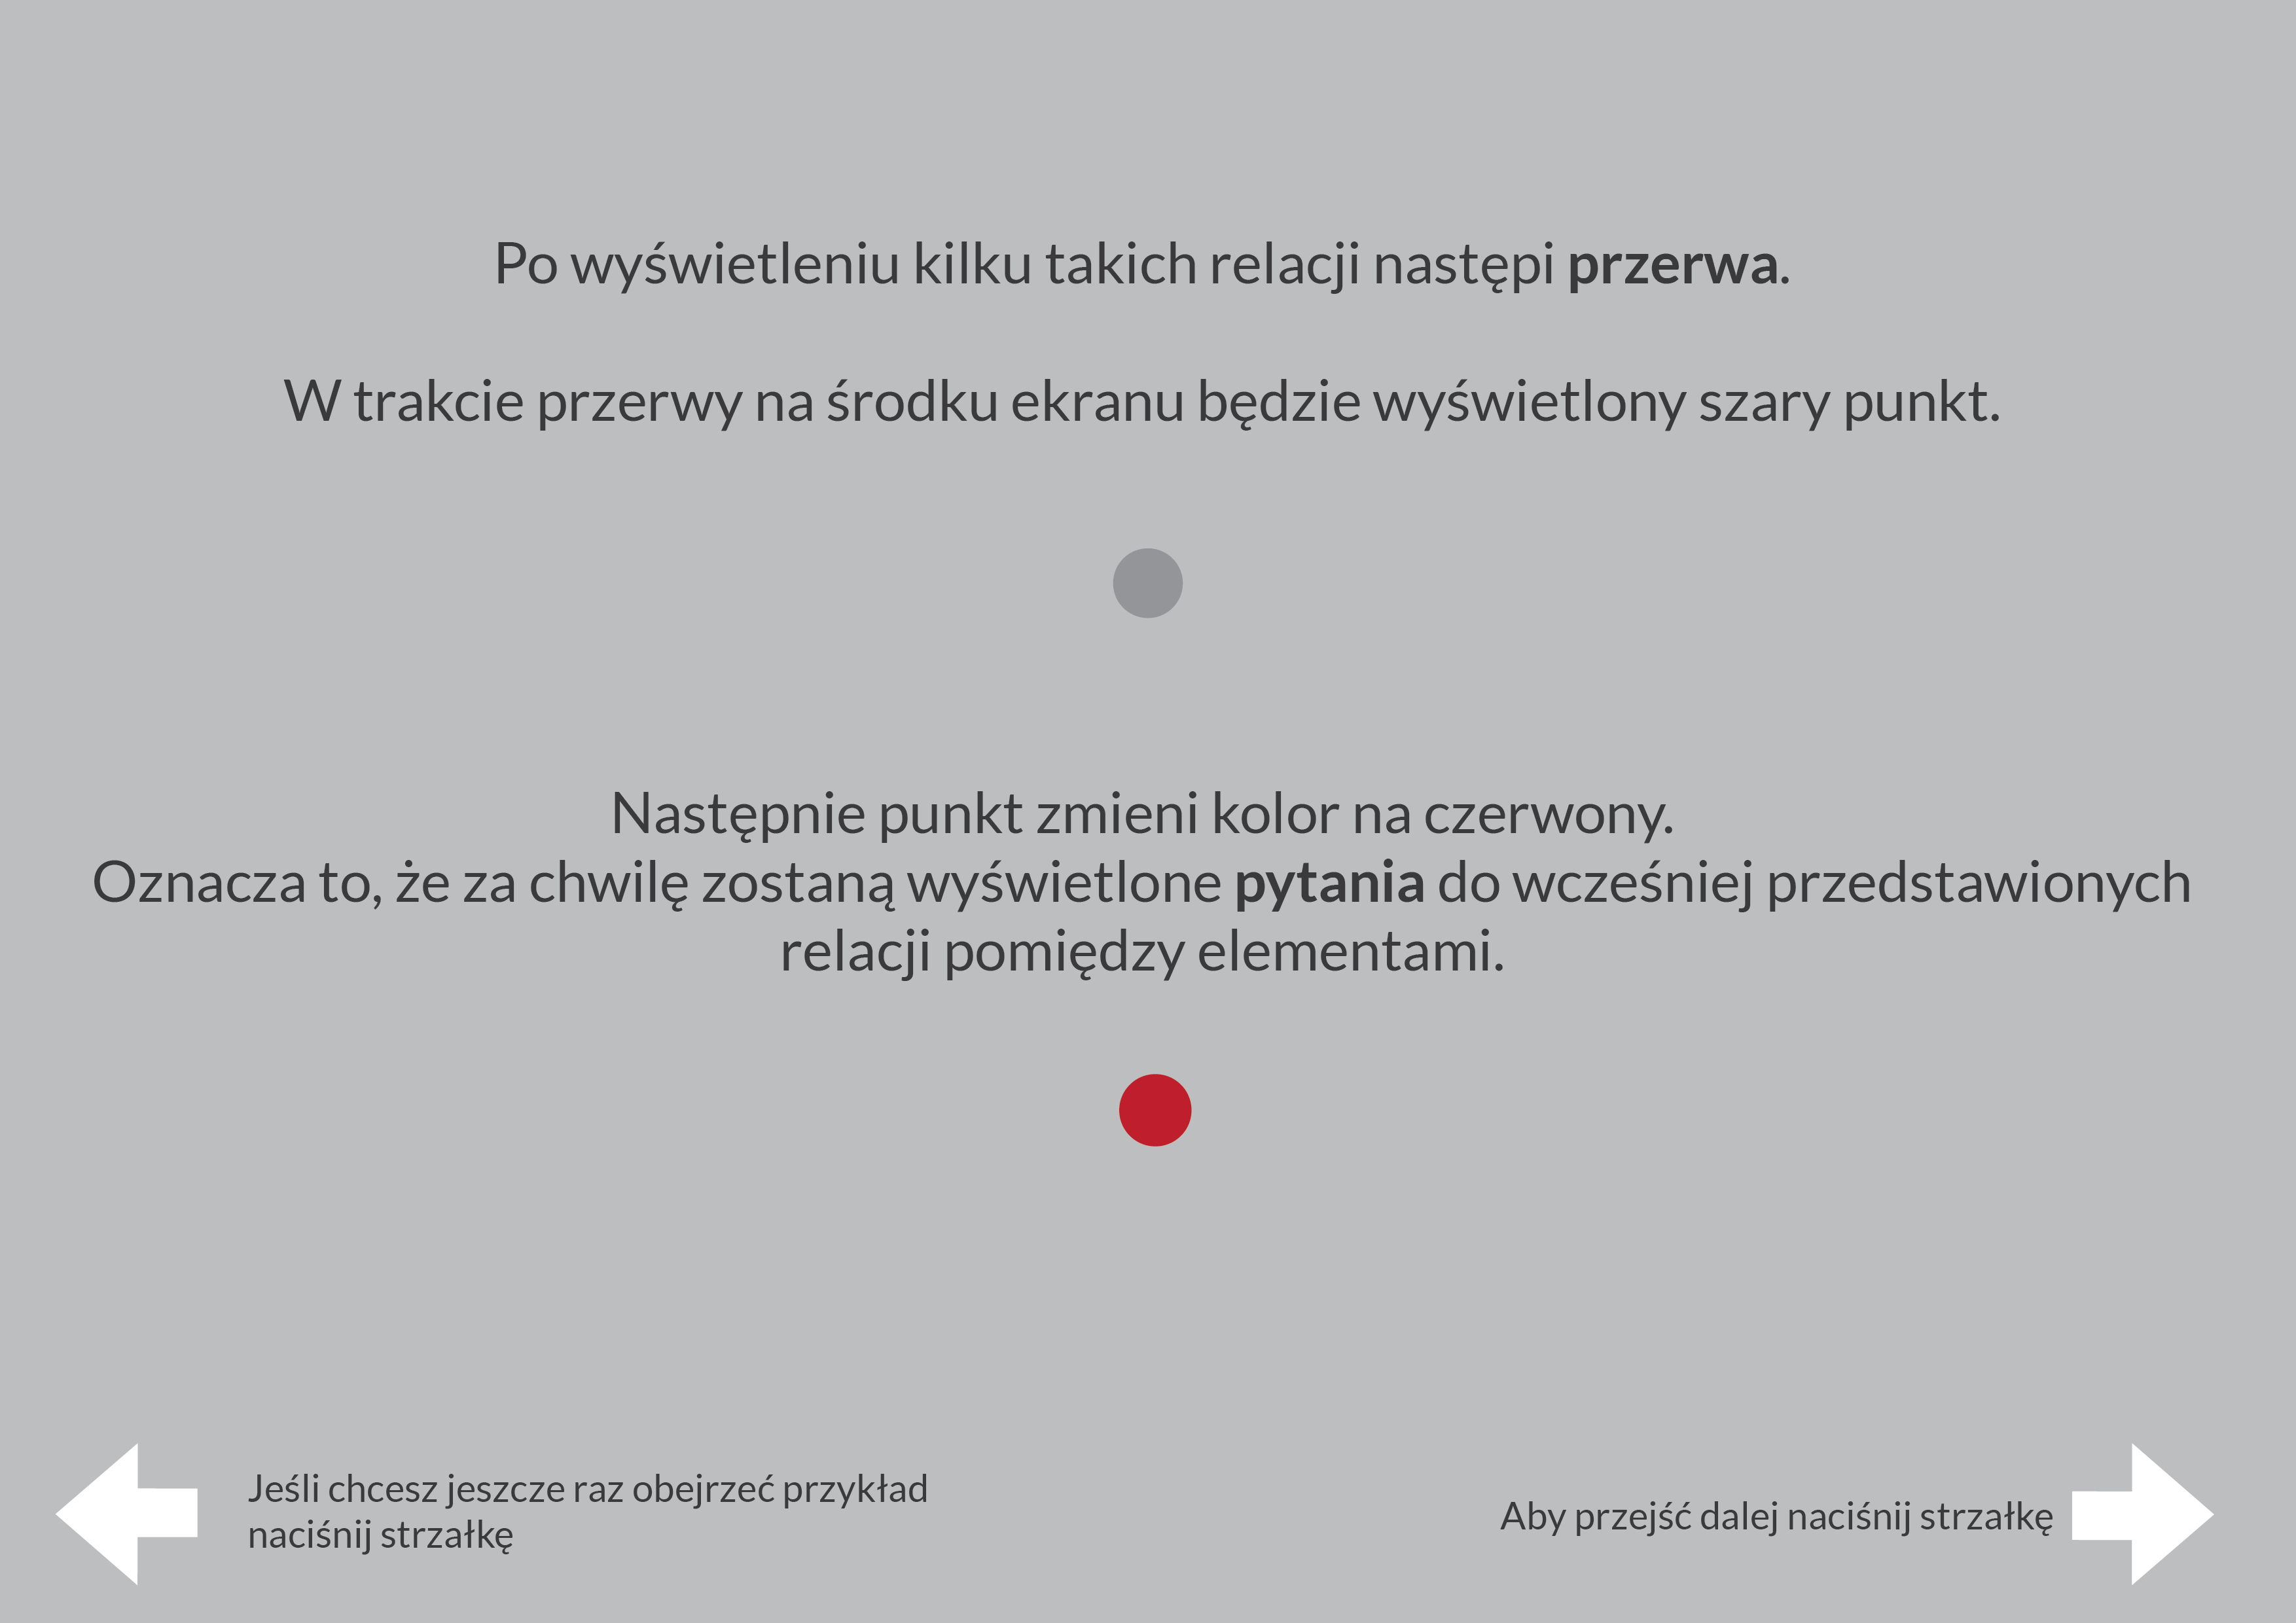 Po wyświetleniu kilku takich relacji następi przerwa.
W trakcie przerwy na środku ekranu będzie wyświetlony szary punkt.
Następnie punkt zmieni kolor na czerwony.
Oznacza to, że za chwilę zostaną wyświetlone pytania do wcześniej przedstawionych
relacji pomiędzy elementami.
Jeśli chcesz jeszcze raz obejrzeć przykład
naciśnij strzałkę
Aby przejść dalej naciśnij strzałkę